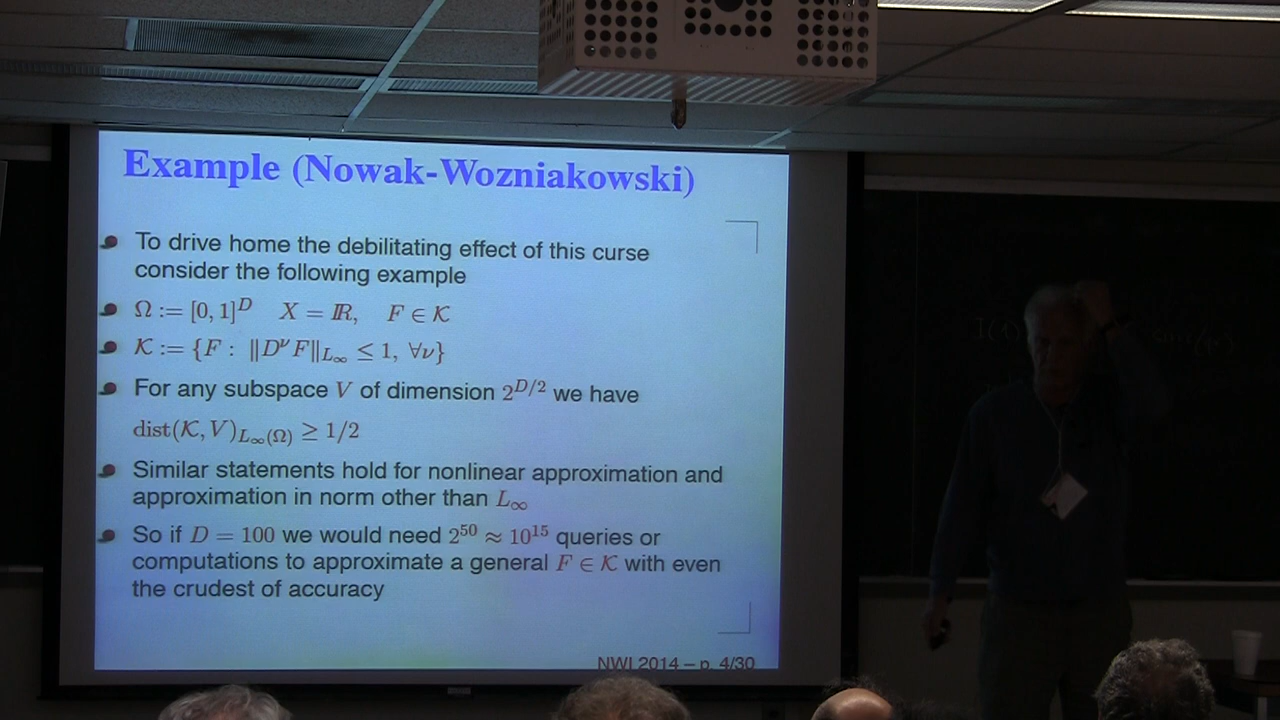 Example (Nowak-Wozniakowski)
To drive home the debilitating effect of this curse
consider the following example
Ω := [0, 1]^D X = ℝ, F ∈ 𝒦
𝒦 := {F : ‖D^ν F‖_{L_∞} ≤ 1, ∀ν}
For any subspace V of dimension 2^{D/2} we have
dist(𝒦, V)_{L_∞(Ω)} ≥ 1/2
Similar statements hold for nonlinear approximation and
approximation in norm other than L_∞
So if D = 100 we would need 2^{50} ≈ 10^{15} queries or
computations to approximate a general F ∈ 𝒦 with even
the crudest of accuracy
NWI 2014 – p. 4/30